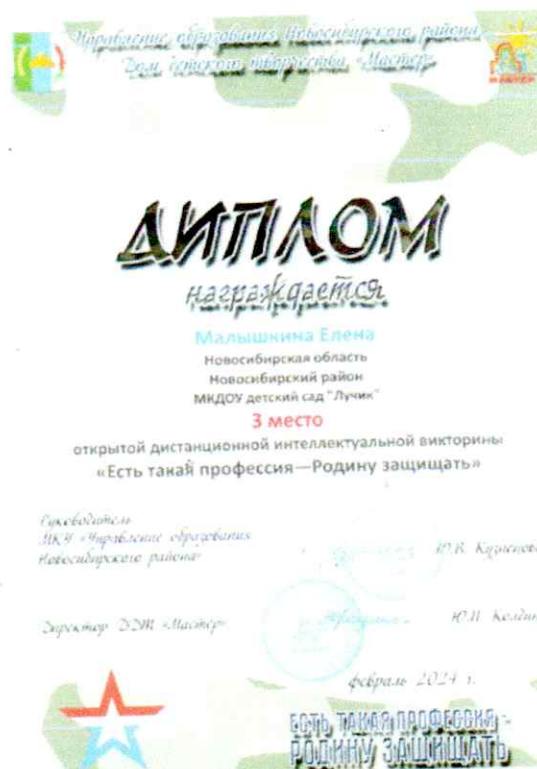 Управление образования Новосибирского района
Дом детского творчества «Мастер»
МАСТЕР
ДИПЛОМ
награждается
Малышкина Елена
Новосибирская область
Новосибирский район
МКДОУ детский сад "Лучик"
3 место
открытой дистанционной интеллектуальной викторины
«Есть такая профессия—Родину защищать»
Руководитель
МКУ «Управление образования
Новосибирского района»
Ю.В. Кузнецова
Директор ДДТ «Мастер»
февраль 2024 г.
ЕСТЬ ТАКАЯ ПРОФЕССИЯ -
РОДИНУ ЗАЩИЩАТЬ